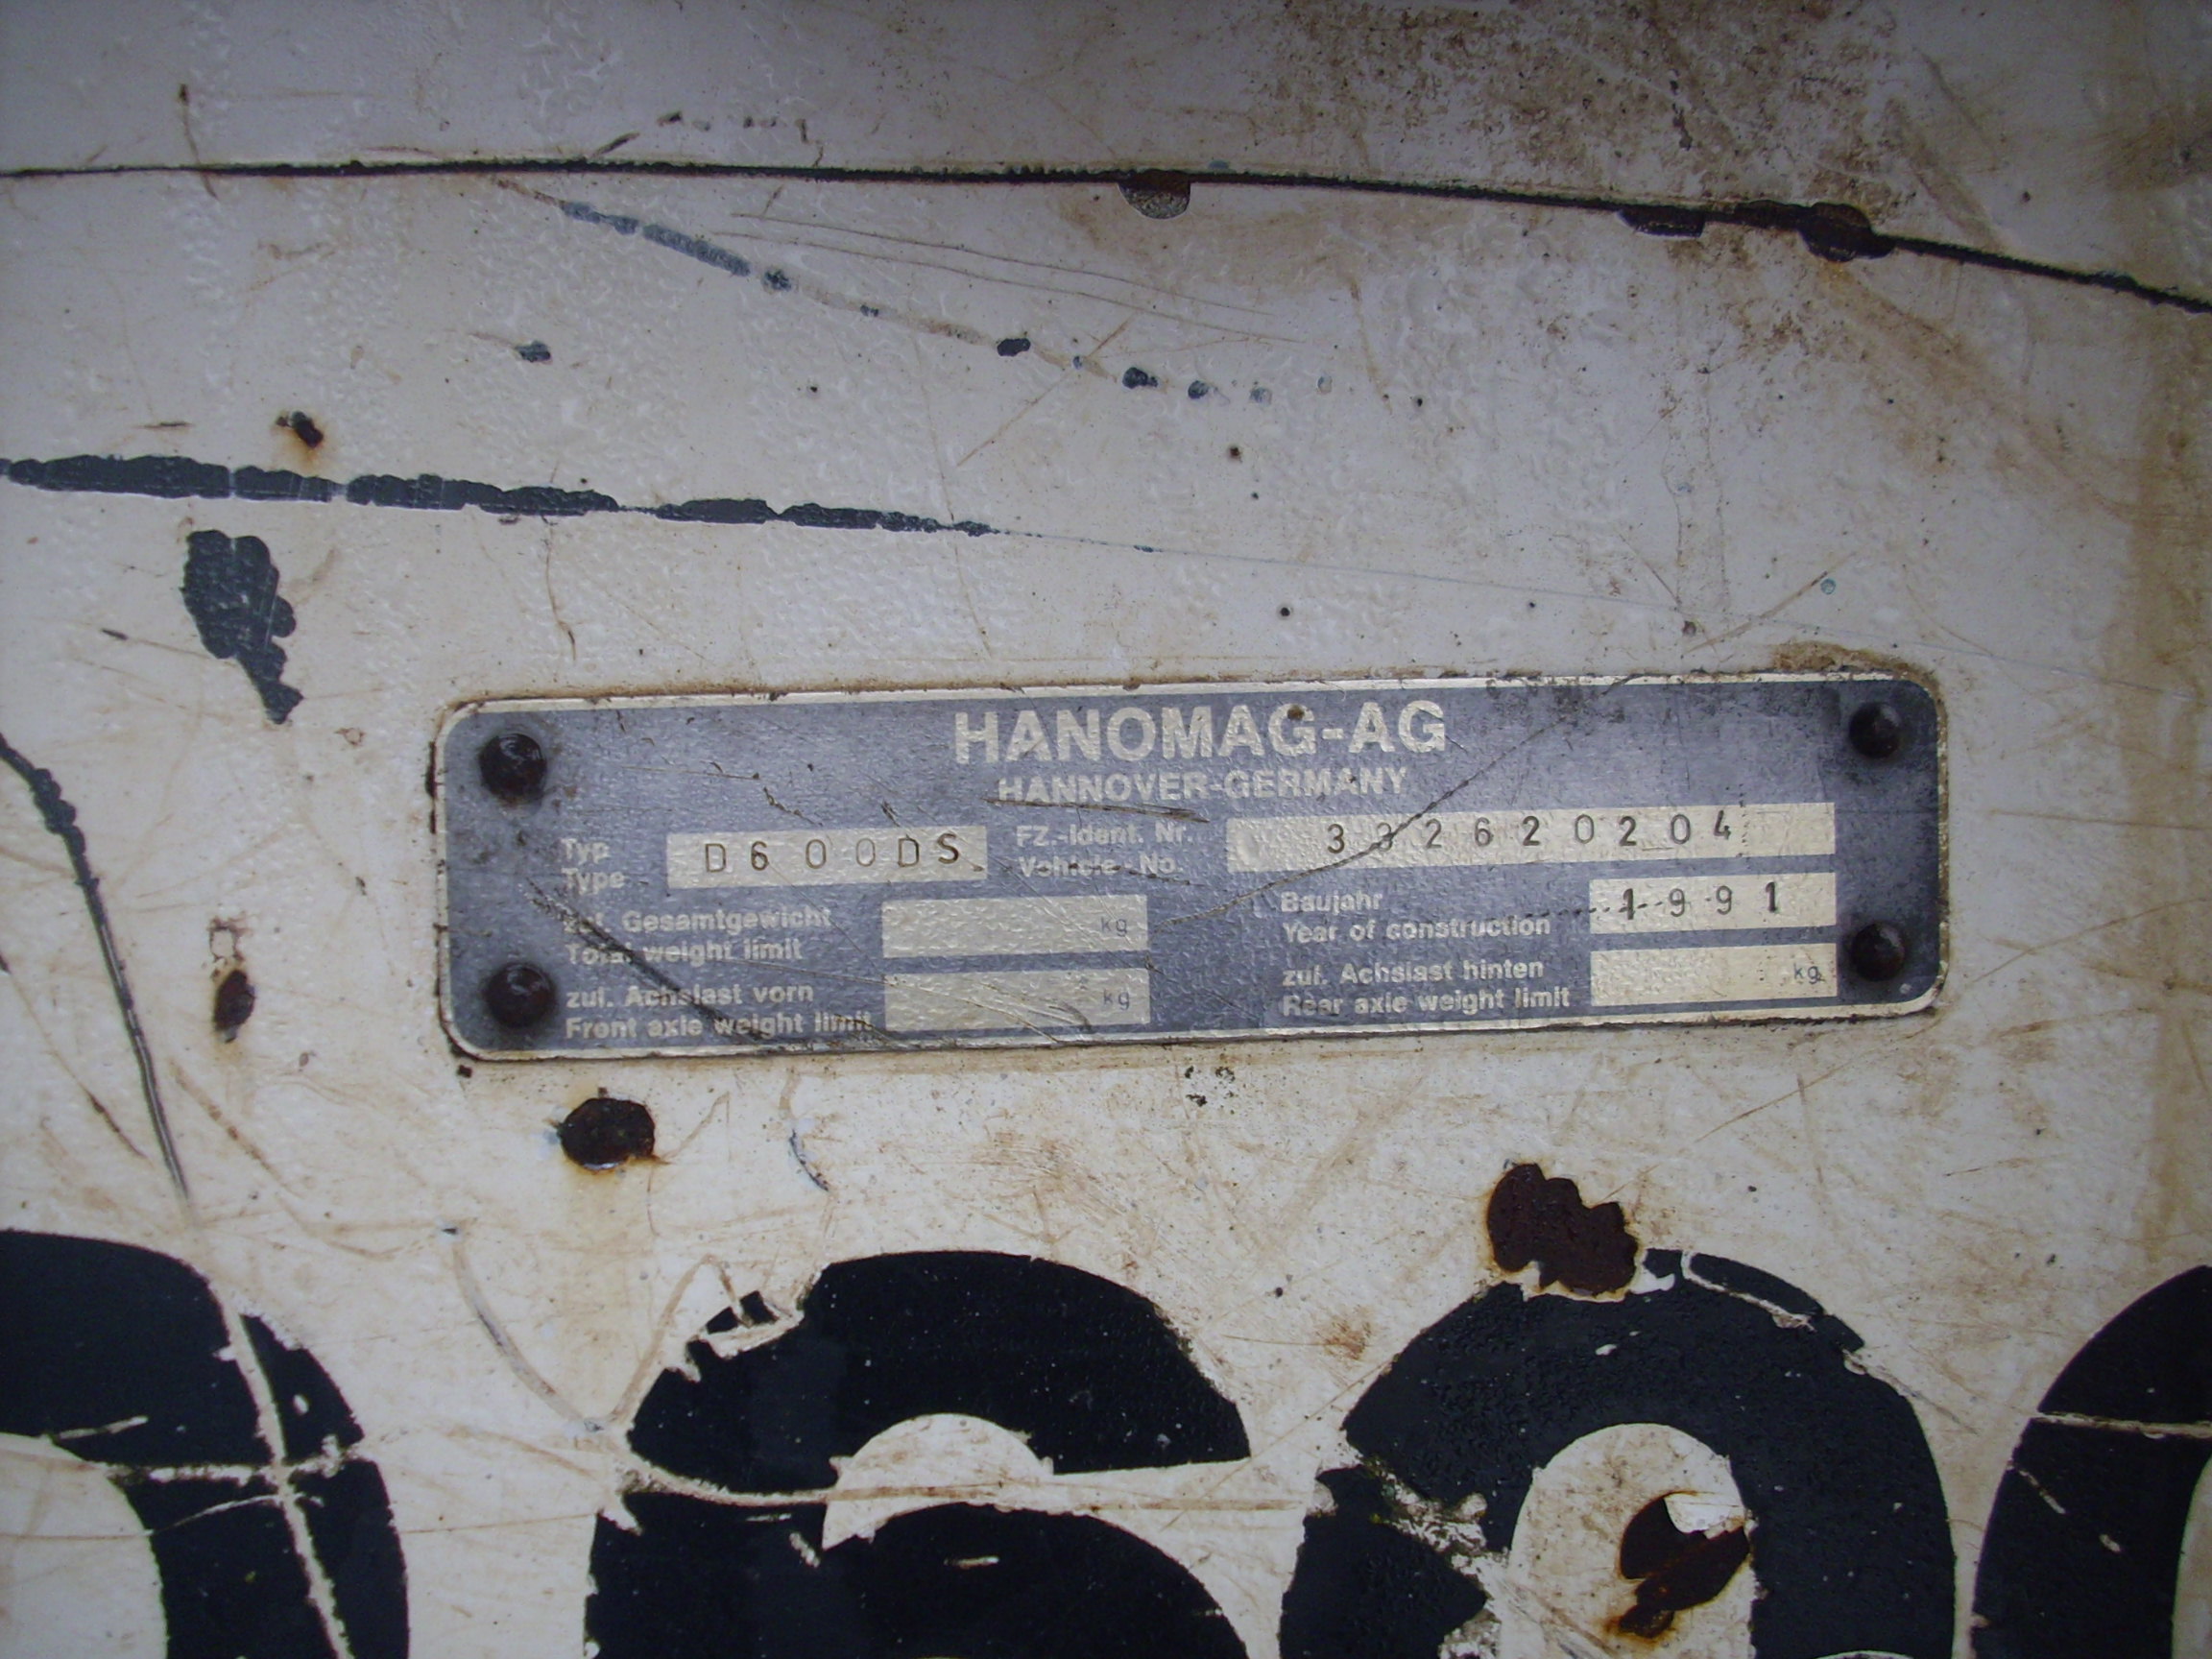 HANOMAG-AG
HANNOVER-GERMANY
Typ
Type
D600DS
FZ.-Ident. Nr.
Vehicle-No.
332620204
zul. Gesamtgewicht
Total weight limit
kg
Baujahr
Year of construction
1991
zul. Achslast vorn
Front axle weight limit
kg
zul. Achslast hinten
Rear axle weight limit
kg
D600